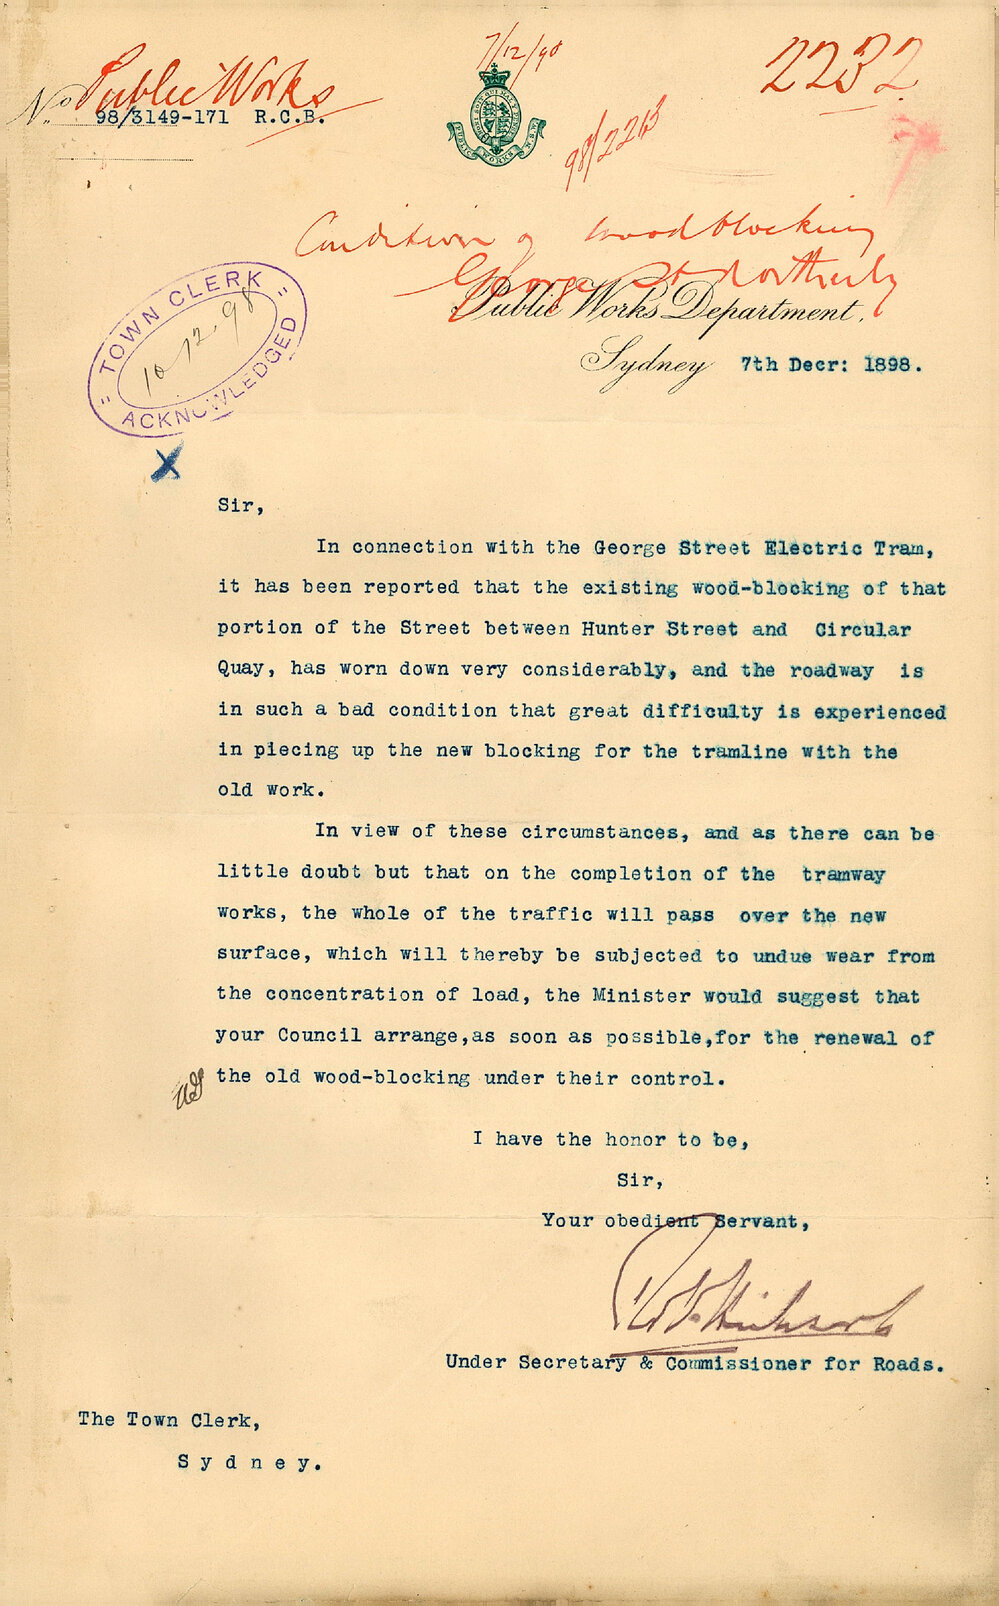 7/12/98
Public Works
2232
No 98/3149-171 R.C.B.
98/2213
PUBLIC WORKS N.S.W.
Condition of woodblocking
George St Northerly
Public Works Department,
Sydney 7th Decr: 1898.
"TOWN CLERK"
10-12-98
ACKNOWLEDGED
X
Sir,
In connection with the George Street Electric Tram,
it has been reported that the existing wood-blocking of that
portion of the Street between Hunter Street and Circular
Quay, has worn down very considerably, and the roadway is
in such a bad condition that great difficulty is experienced
in piecing up the new blocking for the tramline with the
old work.
In view of these circumstances, and as there can be
little doubt but that on the completion of the tramway
works, the whole of the traffic will pass over the new
surface, which will thereby be subjected to undue wear from
the concentration of load, the Minister would suggest that
your Council arrange,as soon as possible,for the renewal of
the old wood-blocking under their control.
I have the honor to be,
Sir,
Your obedient Servant,
Under Secretary & Commissioner for Roads.
The Town Clerk,
Sydney.